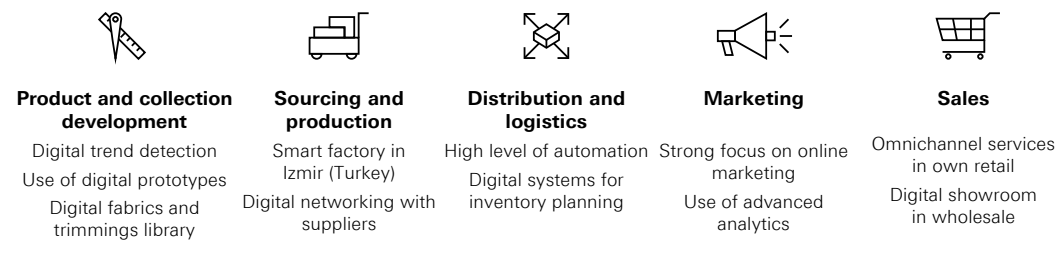 Product and collection
development
Digital trend detection
Use of digital prototypes
Digital fabrics and
trimmings library
Sourcing and
production
Smart factory in
Izmir (Turkey)
Digital networking with
suppliers
Distribution and
logistics
High level of automation
Digital systems for
inventory planning
Marketing
Strong focus on online
marketing
Use of advanced
analytics
Sales
Omnichannel services
in own retail
Digital showroom
in wholesale